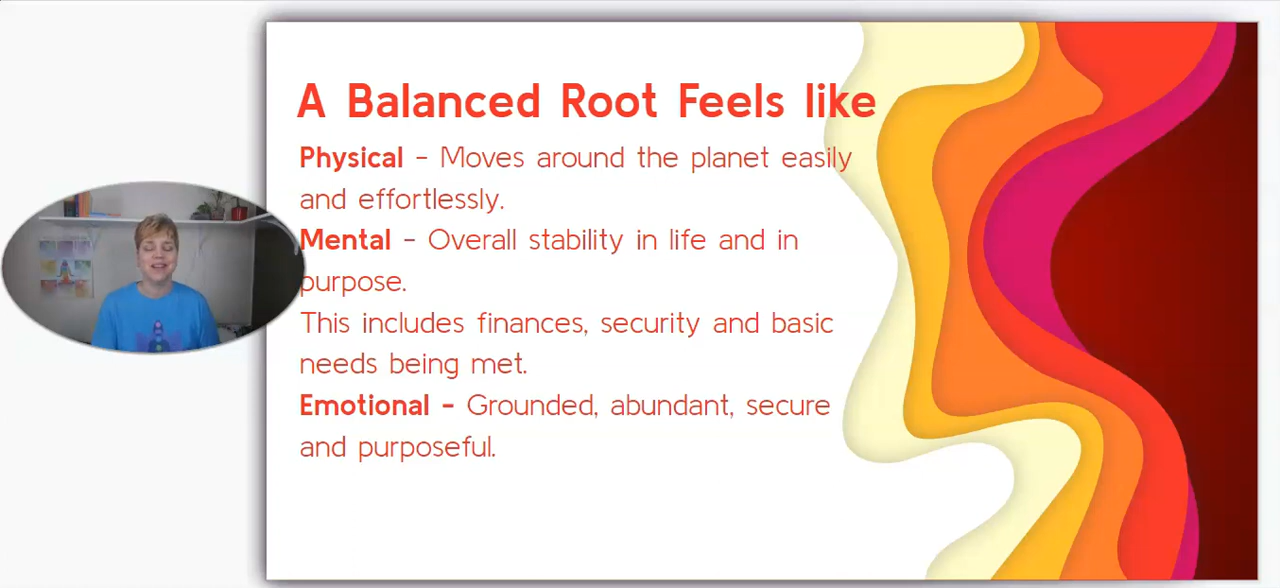 A Balanced Root Feels like
Physical - Moves around the planet easily
and effortlessly.
Mental - Overall stability in life and in
purpose.
This includes finances, security and basic
needs being met.
Emotional - Grounded, abundant, secure
and purposeful.